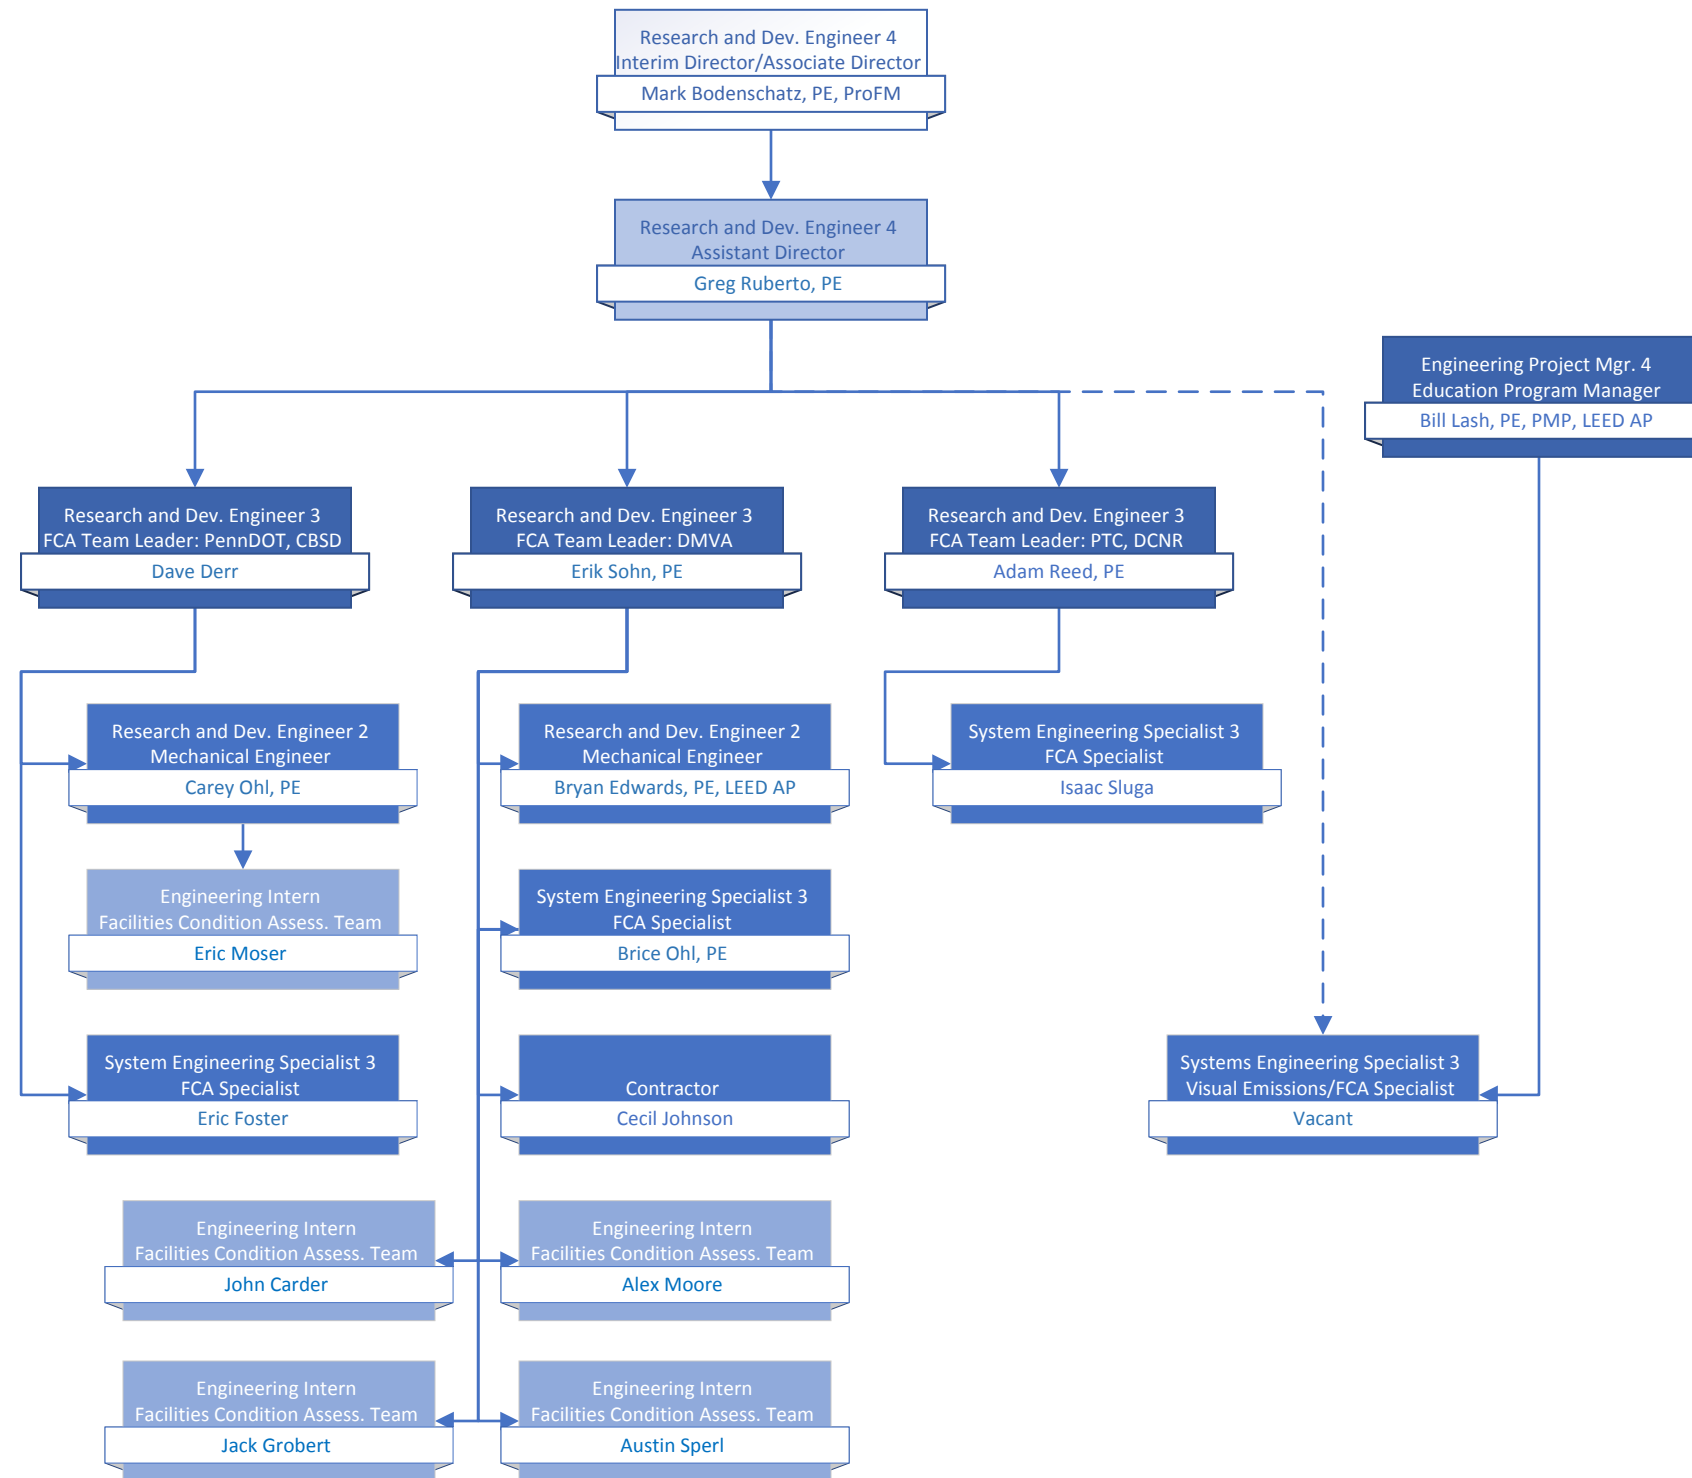 Research and Dev. Engineer 4
Interim Director/Associate Director
Mark Bodenschatz, PE, ProFM
Research and Dev. Engineer 4
Assistant Director
Greg Ruberto, PE
Engineering Project Mgr. 4
Education Program Manager
Bill Lash, PE, PMP, LEED AP
Research and Dev. Engineer 3
FCA Team Leader: PennDOT, CBSD
Dave Derr
Research and Dev. Engineer 3
FCA Team Leader: DMVA
Erik Sohn, PE
Research and Dev. Engineer 3
FCA Team Leader: PTC, DCNR
Adam Reed, PE
Research and Dev. Engineer 2
Mechanical Engineer
Carey Ohl, PE
Research and Dev. Engineer 2
Mechanical Engineer
Bryan Edwards, PE, LEED AP
System Engineering Specialist 3
FCA Specialist
Isaac Sluga
Engineering Intern
Facilities Condition Assess. Team
Eric Moser
System Engineering Specialist 3
FCA Specialist
Brice Ohl, PE
System Engineering Specialist 3
FCA Specialist
Eric Foster
Contractor
Cecil Johnson
Systems Engineering Specialist 3
Visual Emissions/FCA Specialist
Vacant
Engineering Intern
Facilities Condition Assess. Team
John Carder
Engineering Intern
Facilities Condition Assess. Team
Alex Moore
Engineering Intern
Facilities Condition Assess. Team
Jack Grobert
Engineering Intern
Facilities Condition Assess. Team
Austin Sperl